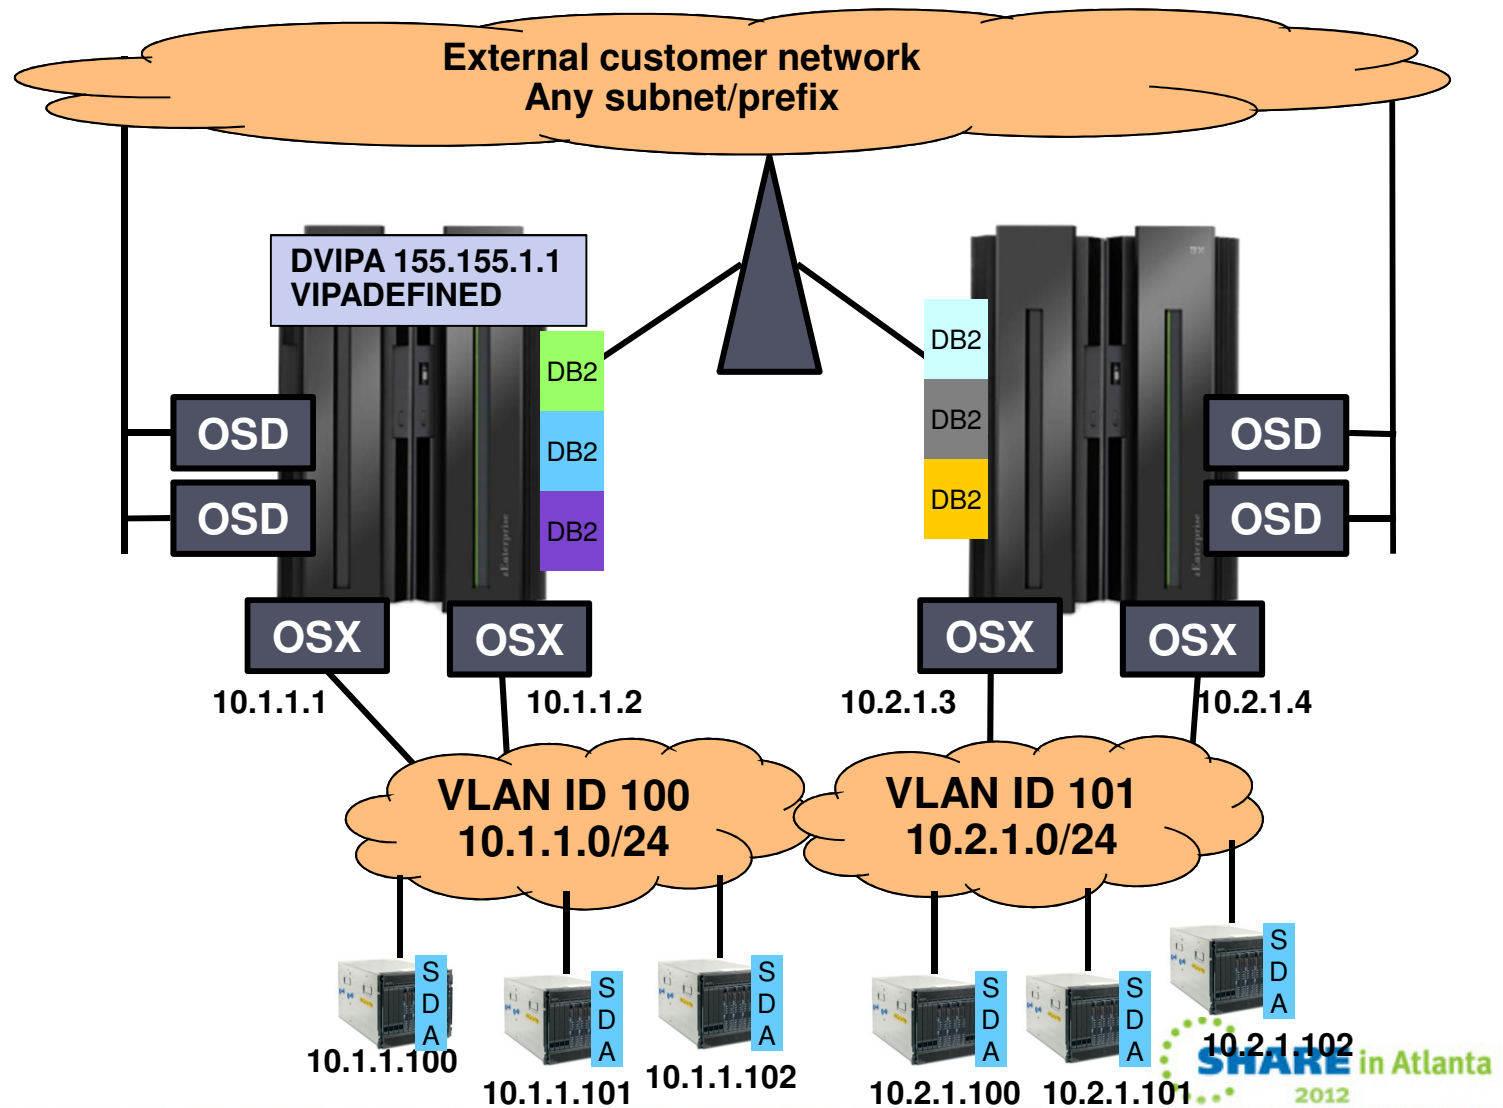 External customer network
Any subnet/prefix
DVIPA 155.155.1.1
VIPADEFINED
DB2
DB2
DB2
DB2
DB2
DB2
OSD
OSD
OSD
OSD
zEnterprise
zEnterprise
OSX
OSX
OSX
OSX
10.1.1.1
10.1.1.2
10.2.1.3
10.2.1.4
VLAN ID 100
10.1.1.0/24
VLAN ID 101
10.2.1.0/24
S
D
A
S
D
A
S
D
A
S
D
A
S
D
A
S
D
A
10.1.1.100
10.1.1.101
10.1.1.102
10.2.1.100
10.2.1.101
10.2.1.102
SHARE in Atlanta
2012